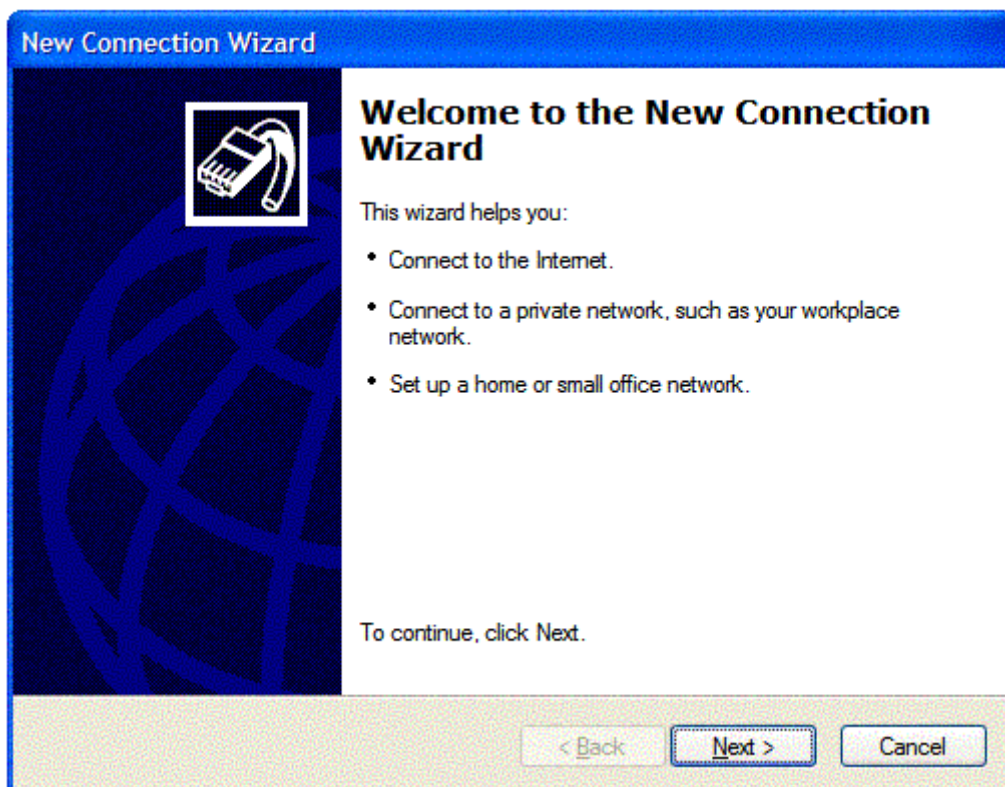 New Connection Wizard
Welcome to the New Connection
Wizard
This wizard helps you:
• Connect to the Internet.
• Connect to a private network, such as your workplace
network.
• Set up a home or small office network.
To continue, click Next.
< Back Next > Cancel